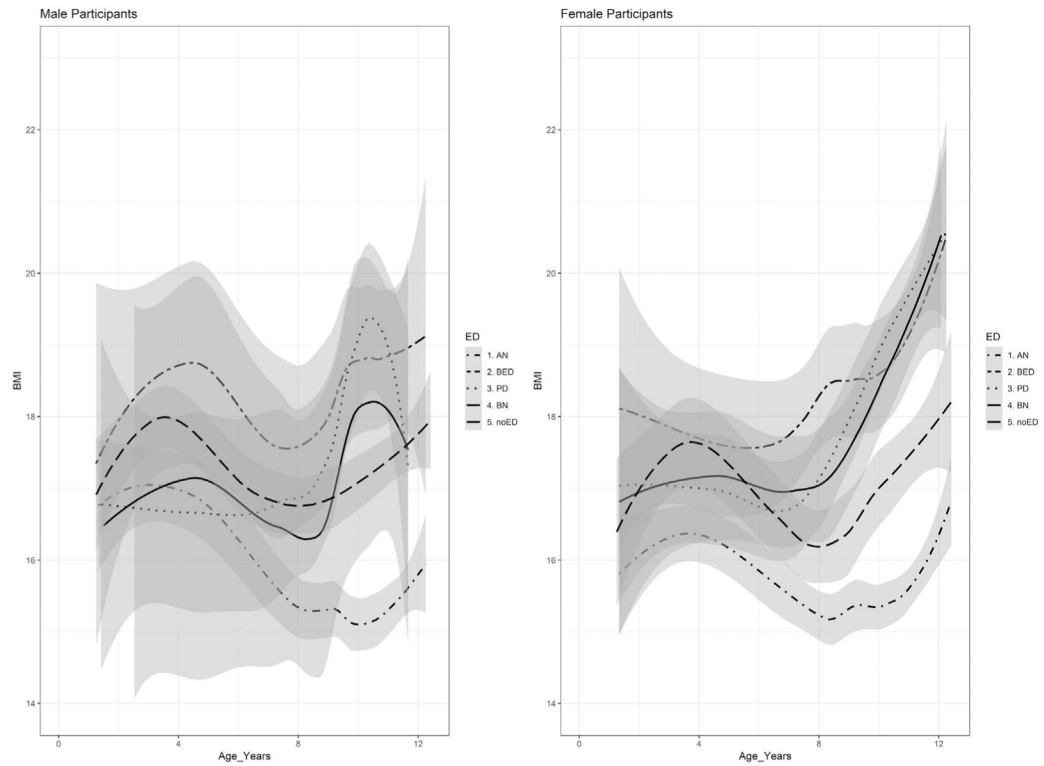 Male Participants
22
20
18
16
14
BMI
0
4
8
12
Age_Years
ED
1. AN
2. BED
3. PD
4. BN
5. noED
Female Participants
22
20
18
16
14
BMI
0
4
8
12
Age_Years
ED
1. AN
2. BED
3. PD
4. BN
5. noED